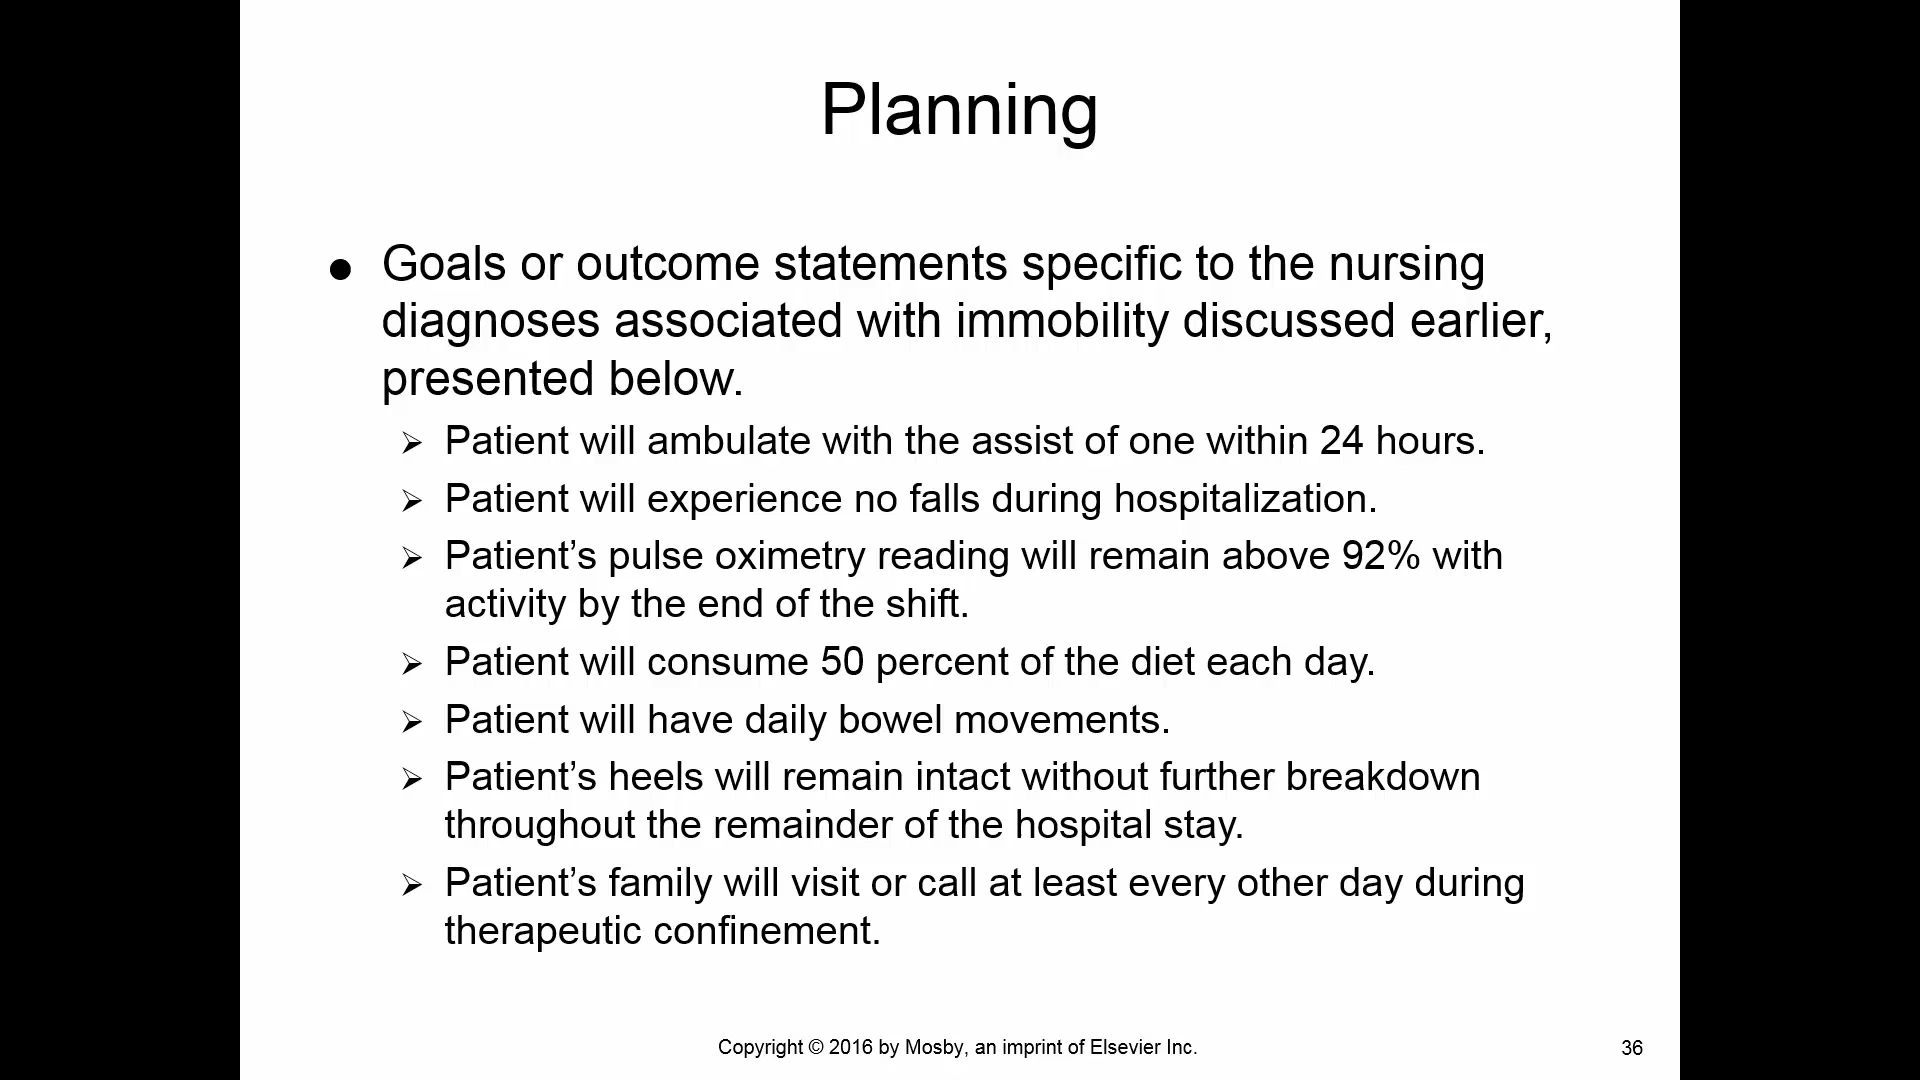 Planning
● Goals or outcome statements specific to the nursing
diagnoses associated with immobility discussed earlier,
presented below.
➢ Patient will ambulate with the assist of one within 24 hours.
➢ Patient will experience no falls during hospitalization.
➢ Patient’s pulse oximetry reading will remain above 92% with
activity by the end of the shift.
➢ Patient will consume 50 percent of the diet each day.
➢ Patient will have daily bowel movements.
➢ Patient’s heels will remain intact without further breakdown
throughout the remainder of the hospital stay.
➢ Patient’s family will visit or call at least every other day during
therapeutic confinement.
Copyright © 2016 by Mosby, an imprint of Elsevier Inc.
36